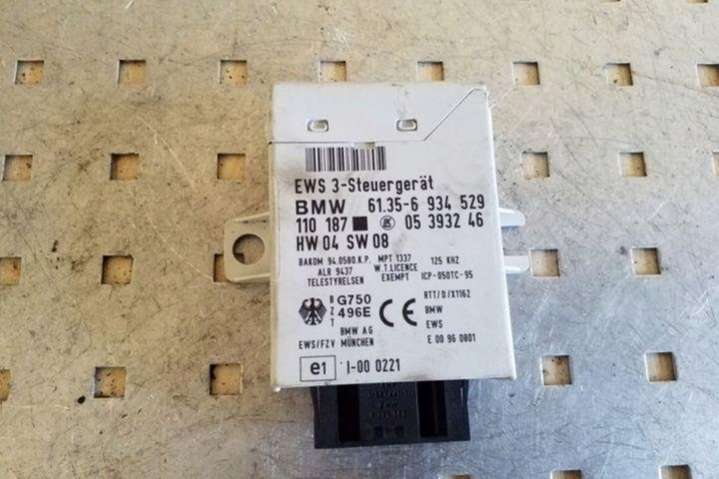 EWS 3-Steuergerät
BMW 61.35-6 934 529
110 187 05 3932 46
HW 04 SW 08
BAKOM 94.0580.K.P. MPT 1337 125 KHZ
ALR 9437 W.T.LICENCE ICP-050TC-95
TELESTYRELSEN EXEMPT
BZT G750 496E CE RTT/D/X1162
BMW
BMW AG EWS
EWS/FZV MÜNCHEN E 00 96 0801
e1 I-00 0221